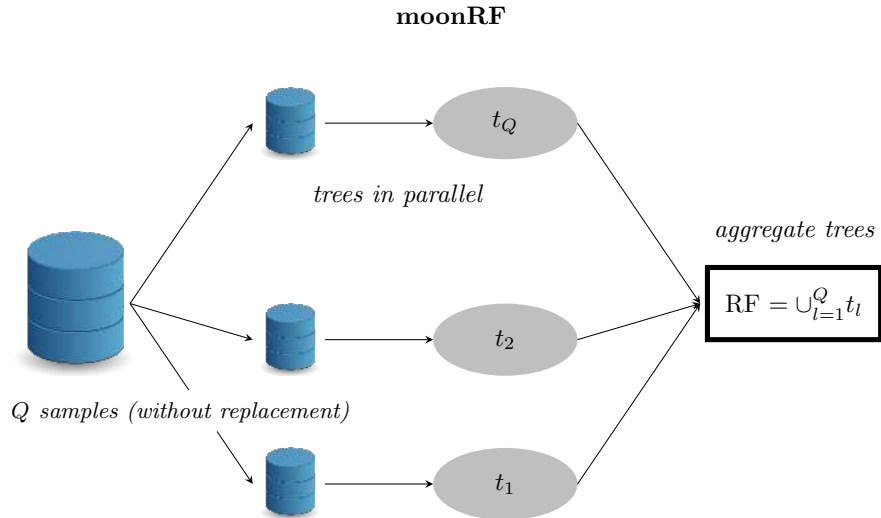 moonRF
t_Q
trees in parallel
aggregate trees
RF = ∪_{l=1}^{Q} t_l
t_2
Q samples (without replacement)
t_1